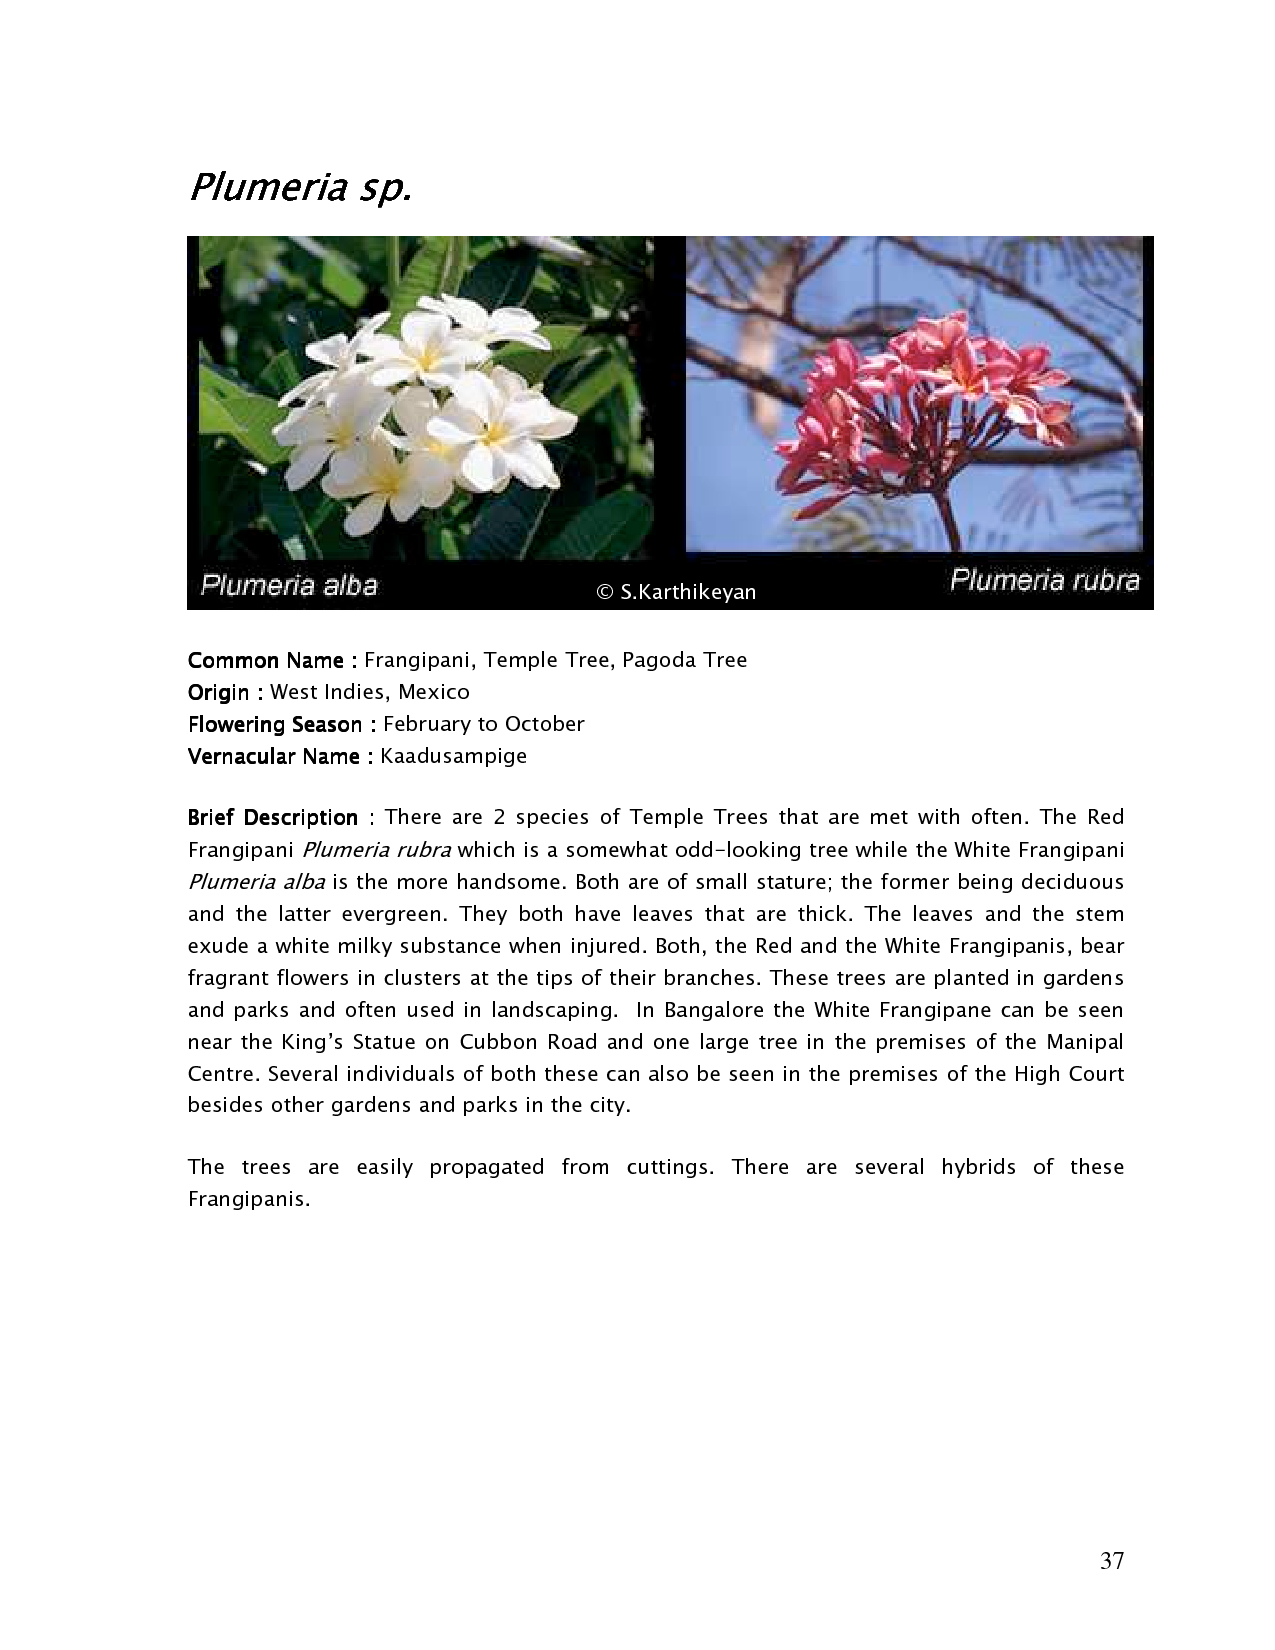 Plumeria sp.
Plumeria alba
© S.Karthikeyan
Plumeria rubra
Common Name : Frangipani, Temple Tree, Pagoda Tree
Origin : West Indies, Mexico
Flowering Season : February to October
Vernacular Name : Kaadusampige
Brief Description : There are 2 species of Temple Trees that are met with often. The Red
Frangipani Plumeria rubra which is a somewhat odd-looking tree while the White Frangipani
Plumeria alba is the more handsome. Both are of small stature; the former being deciduous
and the latter evergreen. They both have leaves that are thick. The leaves and the stem
exude a white milky substance when injured. Both, the Red and the White Frangipanis, bear
fragrant flowers in clusters at the tips of their branches. These trees are planted in gardens
and parks and often used in landscaping.  In Bangalore the White Frangipane can be seen
near the King’s Statue on Cubbon Road and one large tree in the premises of the Manipal
Centre. Several individuals of both these can also be seen in the premises of the High Court
besides other gardens and parks in the city.
The trees are easily propagated from cuttings. There are several hybrids of these
Frangipanis.
37